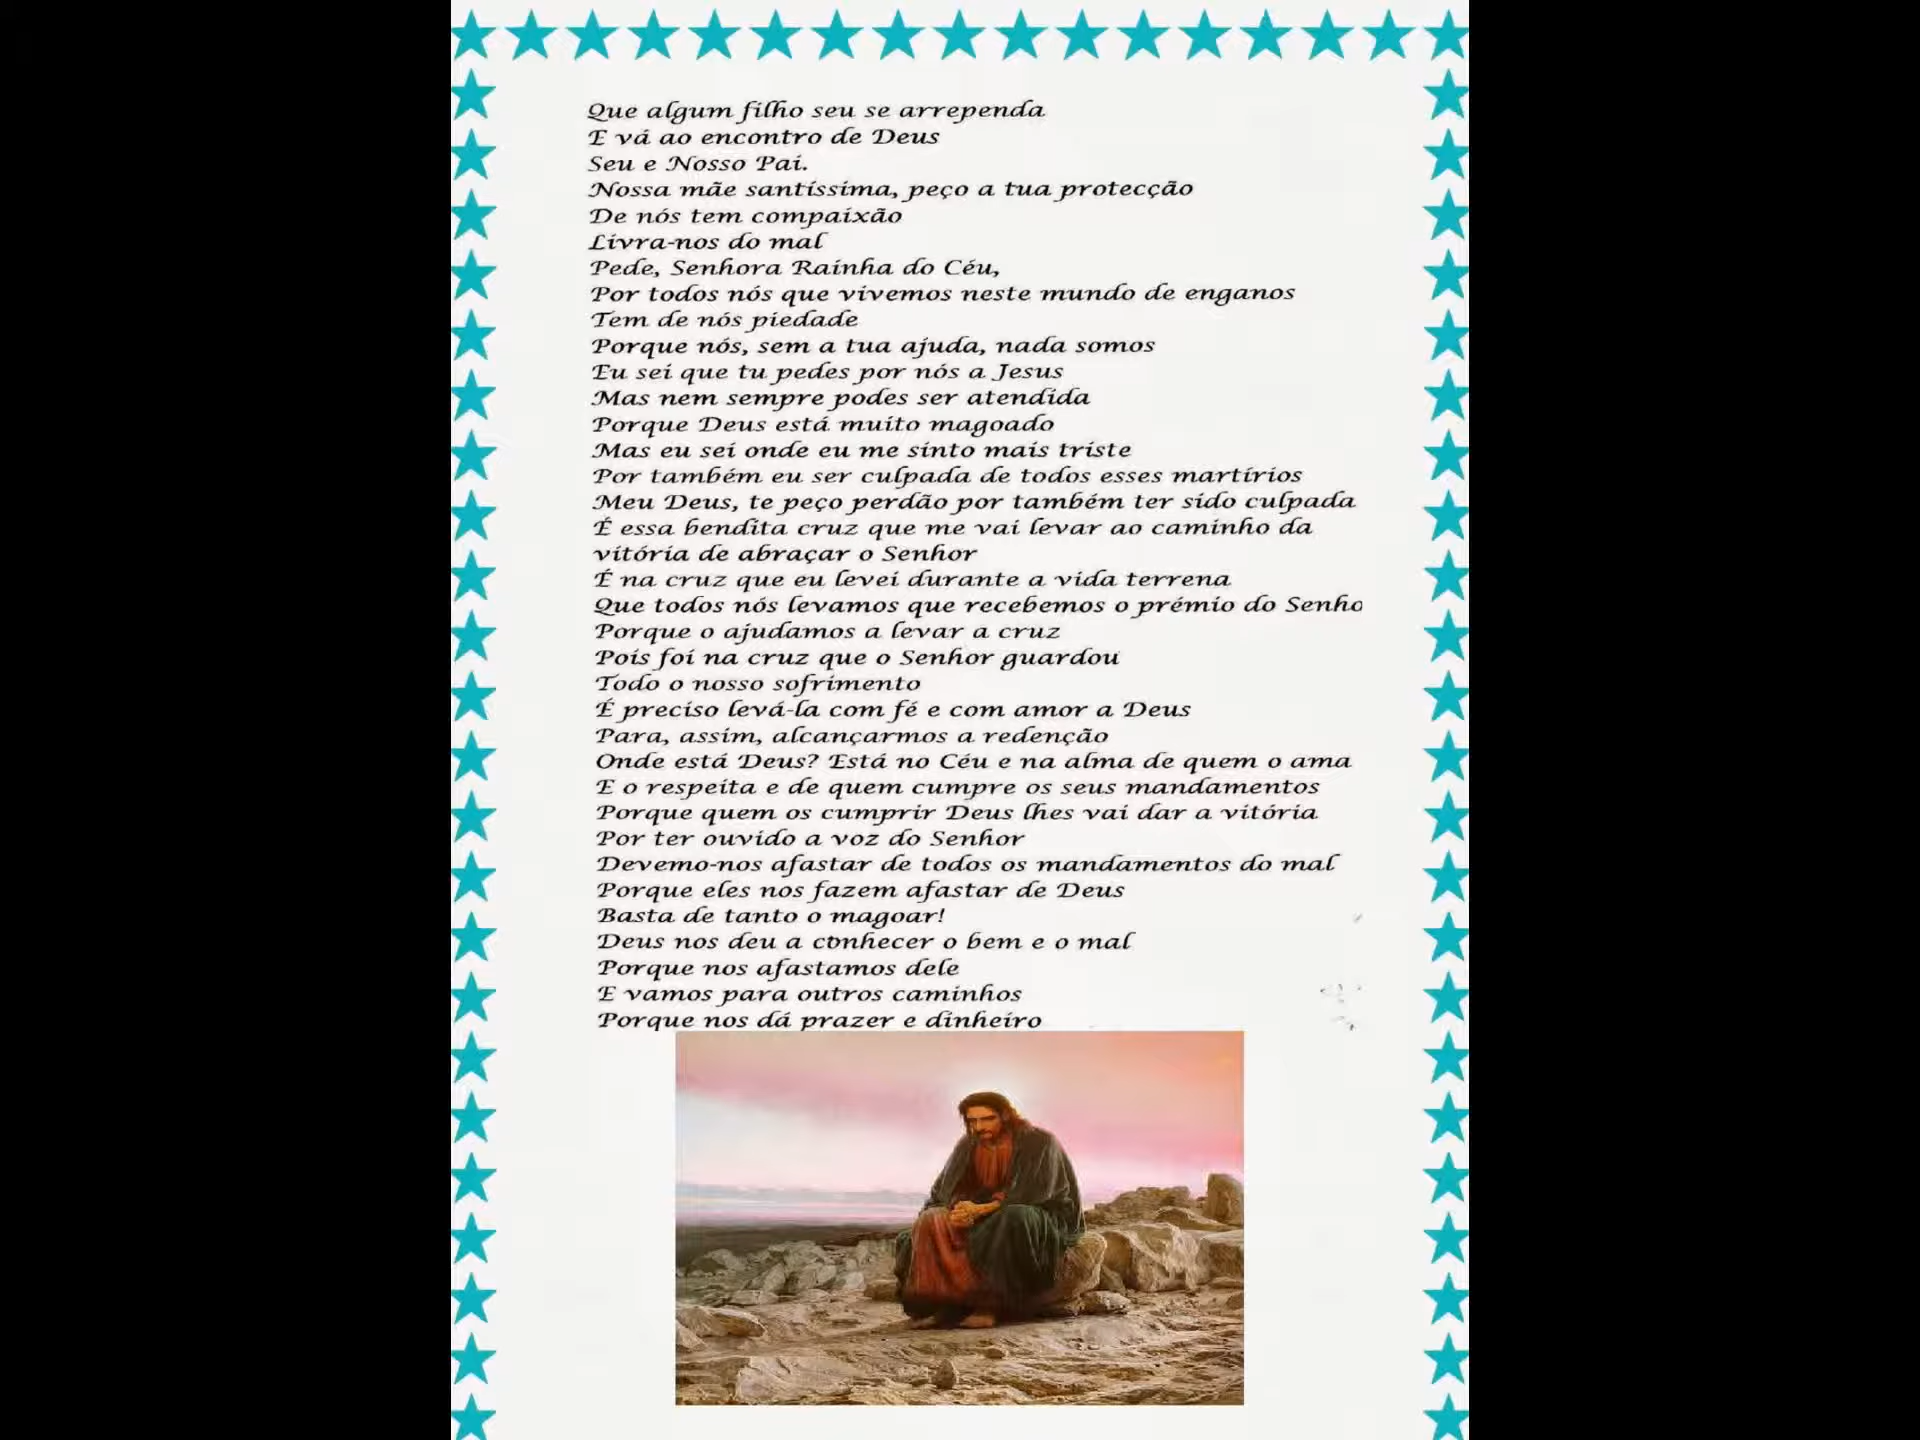 Que algum filho seu se arrependa
E vá ao encontro de Deus
Seu e Nosso Pai.
Nossa mãe santíssima, peço a tua protecção
De nós tem compaixão
Livra-nos do mal
Pede, Senhora Rainha do Céu,
Por todos nós que vivemos neste mundo de enganos
Tem de nós piedade
Porque nós, sem a tua ajuda, nada somos
Eu sei que tu pedes por nós a Jesus
Mas nem sempre podes ser atendida
Porque Deus está muito magoado
Mas eu sei onde eu me sinto mais triste
Por também eu ser culpada de todos esses martírios
Meu Deus, te peço perdão por também ter sido culpada
É essa bendita cruz que me vai levar ao caminho da
vitória de abraçar o Senhor
É na cruz que eu levei durante a vida terrena
Que todos nós levamos que recebemos o prémio do Senho
Porque o ajudamos a levar a cruz
Pois foi na cruz que o Senhor guardou
Todo o nosso sofrimento
É preciso levá-la com fé e com amor a Deus
Para, assim, alcançarmos a redenção
Onde está Deus? Está no Céu e na alma de quem o ama
E o respeita e de quem cumpre os seus mandamentos
Porque quem os cumprir Deus lhes vai dar a vitória
Por ter ouvido a voz do Senhor
Devemo-nos afastar de todos os mandamentos do mal
Porque eles nos fazem afastar de Deus
Basta de tanto o magoar!
Deus nos deu a conhecer o bem e o mal
Porque nos afastamos dele
E vamos para outros caminhos
Porque nos dá prazer e dinheiro